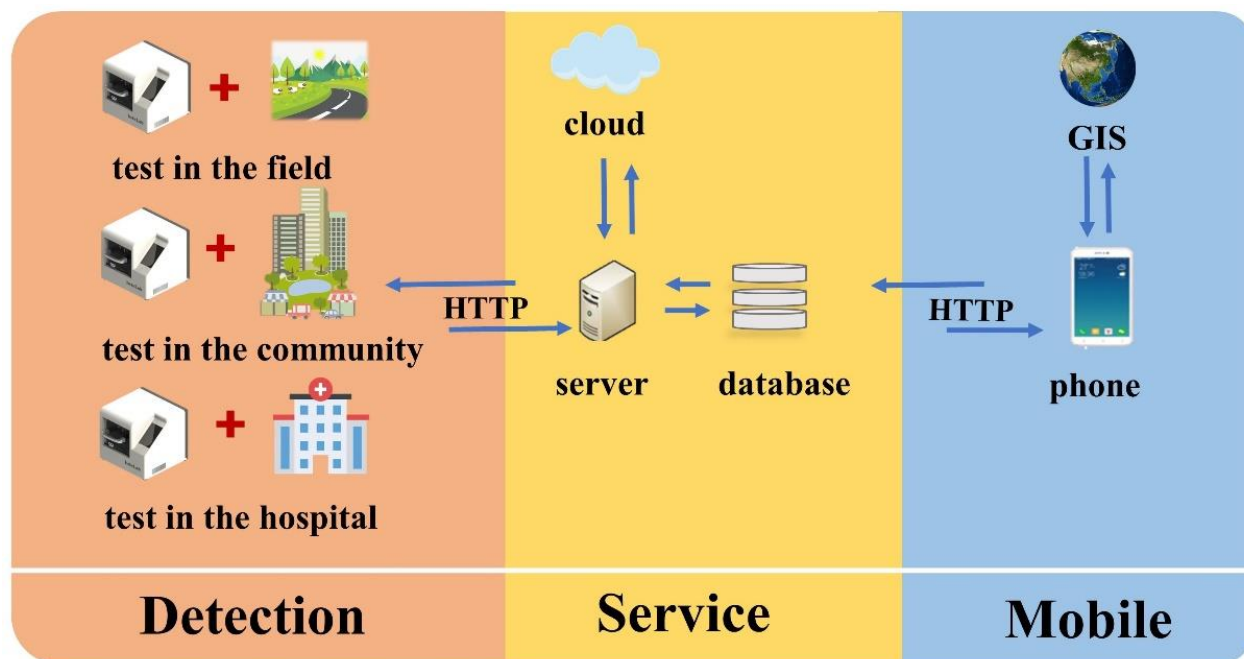 test in the field
test in the community
test in the hospital
HTTP
cloud
server
database
HTTP
GIS
phone
Detection
Service
Mobile